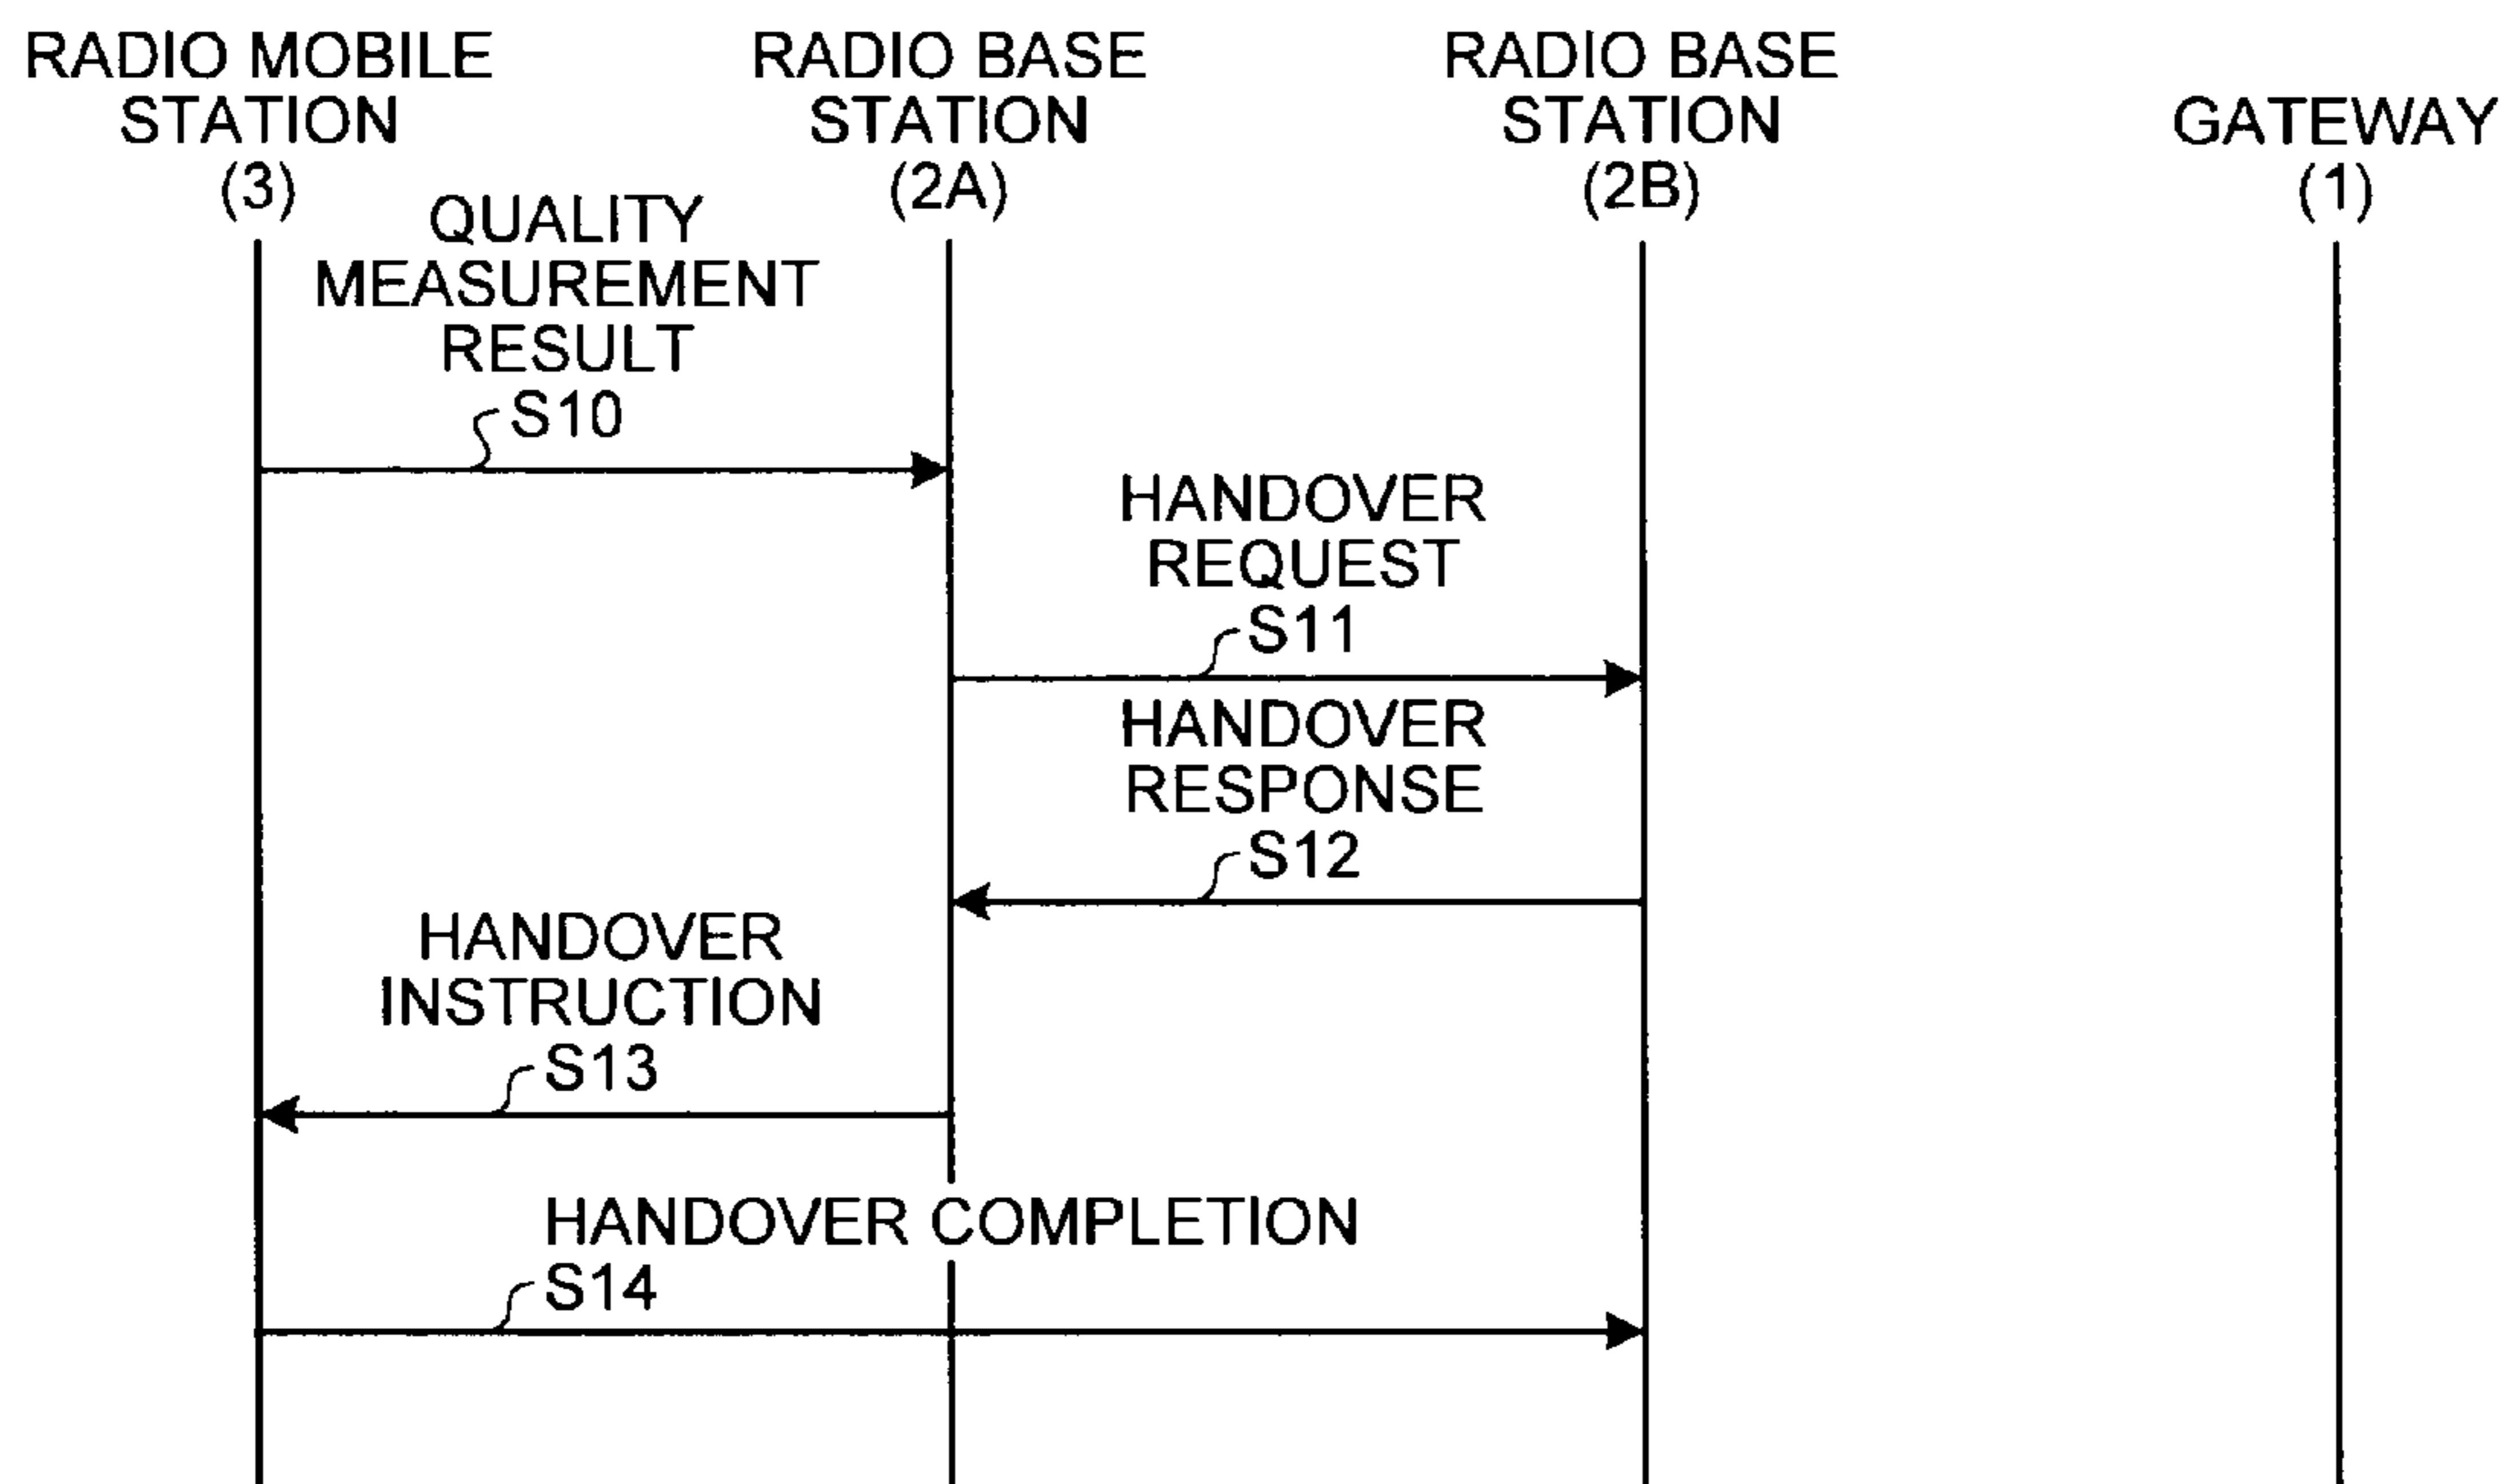 RADIO MOBILE
STATION
(3)
RADIO BASE
STATION
(2A)
RADIO BASE
STATION
(2B)
GATEWAY
(1)
QUALITY
MEASUREMENT
RESULT
S10
HANDOVER
REQUEST
S11
HANDOVER
RESPONSE
S12
HANDOVER
INSTRUCTION
S13
HANDOVER COMPLETION
S14